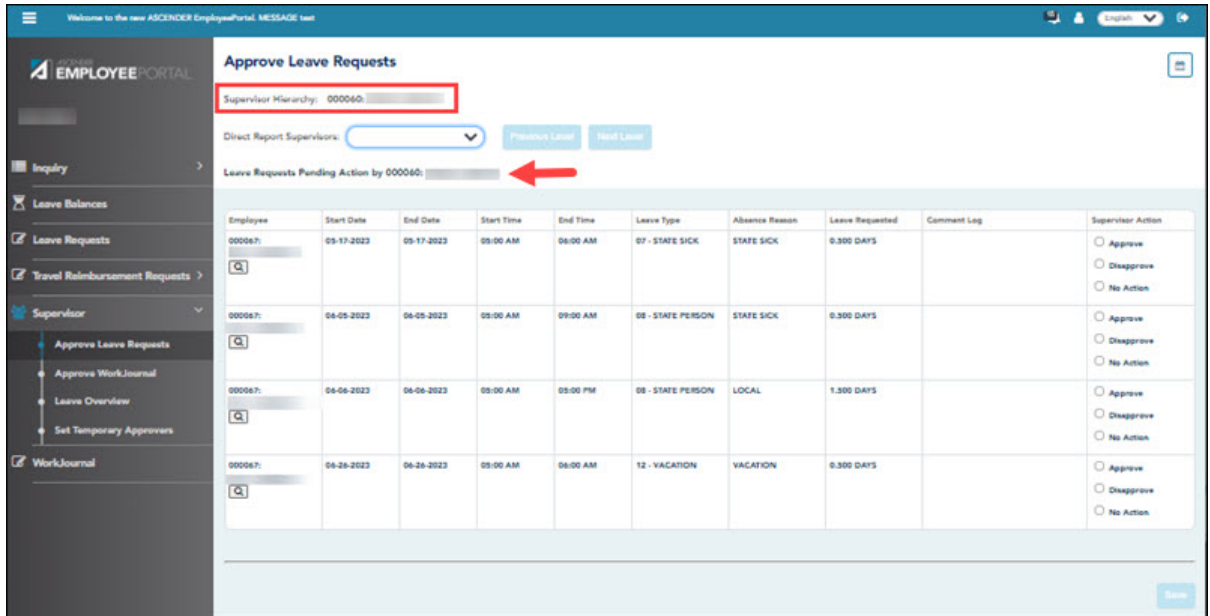 Welcome to the new ASCENDER EmployeePortal. MESSAGE test
English
ASCENDER
EMPLOYEEPORTAL
Inquiry
Leave Balances
Leave Requests
Travel Reimbursement Requests
Supervisor
Approve Leave Requests
Approve WorkJournal
Leave Overview
Set Temporary Approvers
WorkJournal
Approve Leave Requests
Supervisor Hierarchy: 000060:
Direct Report Supervisors:
Previous Level Next Level
Leave Requests Pending Action by 000060:
Employee Start Date End Date Start Time End Time Leave Type Absence Reason Leave Requested Comment Log Supervisor Action
000067: 05-17-2023 05-17-2023 05:00 AM 06:00 AM 07 - STATE SICK STATE SICK 0.500 DAYS Approve
Disapprove
No Action
000067: 06-05-2023 06-05-2023 05:00 AM 09:00 AM 08 - STATE PERSON STATE SICK 0.500 DAYS Approve
Disapprove
No Action
000067: 06-06-2023 06-06-2023 05:00 AM 05:00 PM 08 - STATE PERSON LOCAL 1.500 DAYS Approve
Disapprove
No Action
000067: 06-26-2023 06-26-2023 05:00 AM 06:00 AM 12 - VACATION VACATION 0.500 DAYS Approve
Disapprove
No Action
Save